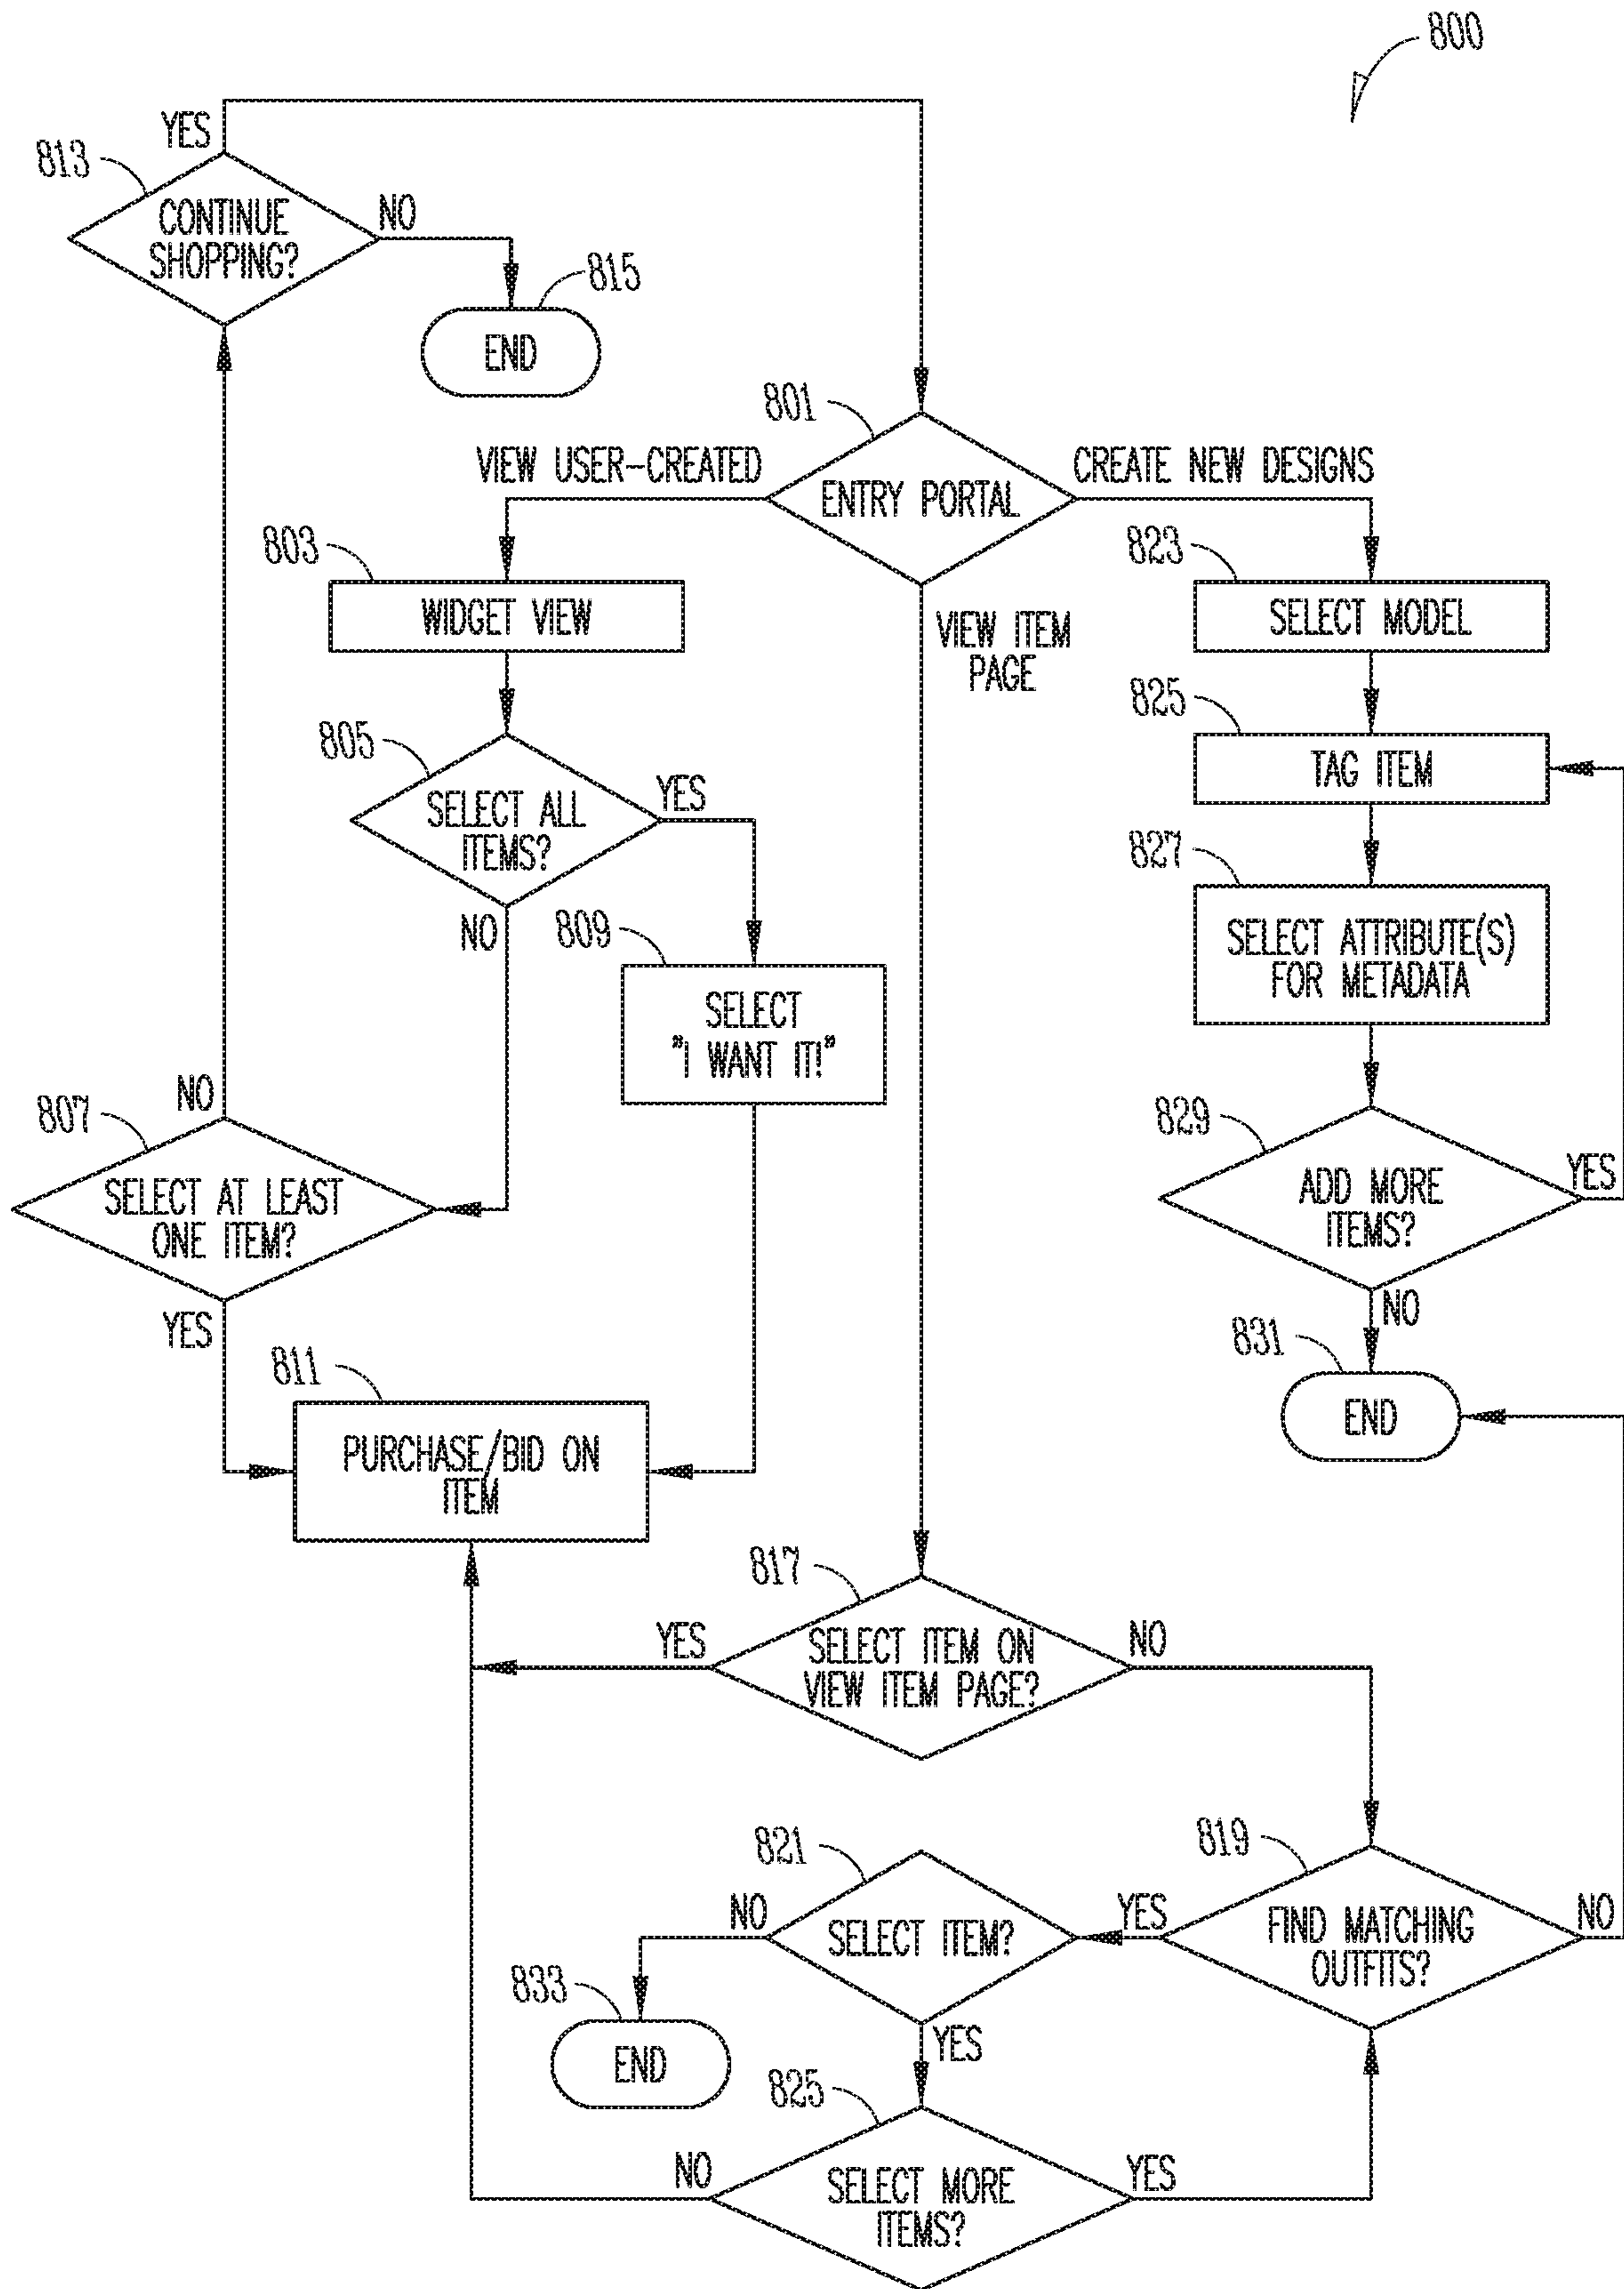 800
YES
813
CONTINUE
SHOPPING?
NO
815
END
801
ENTRY PORTAL
VIEW USER-CREATED
CREATE NEW DESIGNS
VIEW ITEM
PAGE
803
WIDGET VIEW
823
SELECT MODEL
805
SELECT ALL
ITEMS?
YES
NO
825
TAG ITEM
827
SELECT ATTRIBUTE(S)
FOR METADATA
809
SELECT
"I WANT IT!"
807
NO
SELECT AT LEAST
ONE ITEM?
YES
829
ADD MORE
ITEMS?
YES
NO
831
END
811
PURCHASE/BID ON
ITEM
817
YES
SELECT ITEM ON
VIEW ITEM PAGE?
NO
821
NO
SELECT ITEM?
YES
819
YES
FIND MATCHING
OUTFITS?
NO
833
END
825
NO
SELECT MORE
ITEMS?
YES